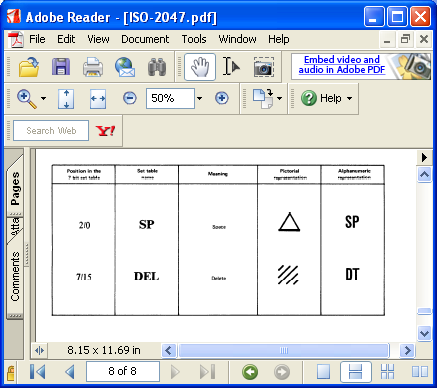 Adobe Reader - [ISO-2047.pdf]
File Edit View Document Tools Window Help
Embed video and
audio in Adobe PDF
50%
Help
Search Web Y!
Pages
Atta
Comments
Position in the
7 bit set table
Set table
name
Meaning
Pictorial
representation
Alphanumeric
representation
2/0 SP Space SP
7/15 DEL Delete DT
8.15 x 11.69 in
8 of 8